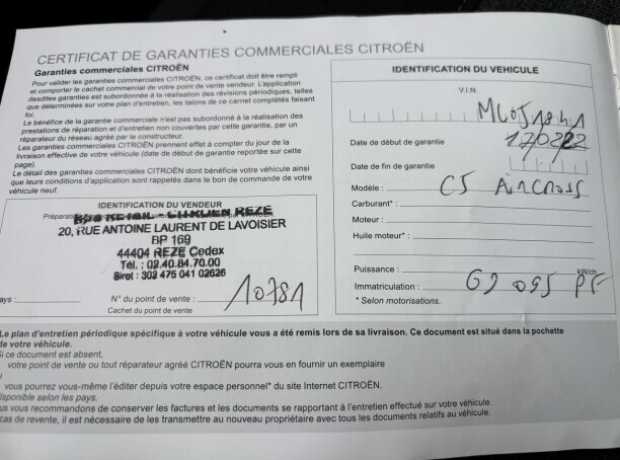 CERTIFICAT DE GARANTIES COMMERCIALES CITROËN
Garanties commerciales CITROËN
Pour valider les garanties commerciales CITROËN, ce certificat doit être rempli
et comporter le cachet commercial de votre point de vente vendeur. L'application
desdites garanties est subordonnée à la réalisation des révisions périodiques, telles
que déterminées sur votre plan d'entretien, les talons de ce carnet complétés faisant
foi.
Le bénéfice de la garantie commerciale n'est pas subordonné à la réalisation des
prestations de réparation et d'entretien non couvertes par cette garantie, par un
réparateur du réseau agréé par le constructeur.
Les garanties commerciales CITROËN prennent effet à compter du jour de la
livraison effective de votre véhicule (date de début de garantie reportée sur cette
page).
Le détail des garanties commerciales CITROËN dont bénéficie votre véhicule ainsi
que leurs conditions d'application sont rappelés dans le bon de commande de votre
véhicule neuf.
IDENTIFICATION DU VENDEUR
REZE
20, RUE ANTOINE LAURENT DE LAVOISIER
BP 169
44404 REZE Cedex
Tél. : 02.40.84.70.00
Siret : 302 475 041 02626
ays :
N° du point de vente : 10781
Cachet du point de vente
IDENTIFICATION DU VEHICULE
V.I.N.
Date de début de garantie
Date de fin de garantie
Modèle : C5 Aircross
Carburant* :
Moteur :
Huile moteur* :
Puissance :
Immatriculation : G2 095 PF
* Selon motorisations.
Le plan d'entretien périodique spécifique à votre véhicule vous a été remis lors de sa livraison. Ce document est situé dans la pochette
de votre véhicule.
Si ce document est absent,
votre point de vente ou tout réparateur agréé CITROËN pourra vous en fournir un exemplaire
vous pourrez vous-même l'éditer depuis votre espace personnel* du site Internet CITROËN.
isponible selon les pays.
us vous recommandons de conserver les factures et les documents se rapportant à l'entretien effectué sur votre véhicule.
cas de revente, il est nécessaire de les transmettre au nouveau propriétaire avec tous les documents relatifs au véhicule.